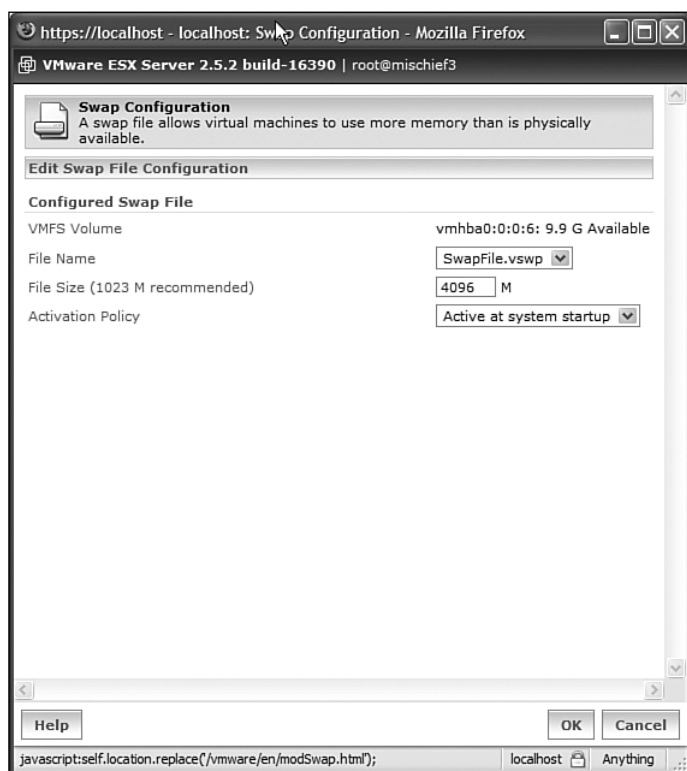 https://localhost - localhost: Swap Configuration - Mozilla Firefox
VMware ESX Server 2.5.2 build-16390 | root@mischief3
Swap Configuration
A swap file allows virtual machines to use more memory than is physically
available.
Edit Swap File Configuration
Configured Swap File
VMFS Volume vmhba0:0:0:6: 9.9 G Available
File Name SwapFile.vswp
File Size (1023 M recommended) 4096 M
Activation Policy Active at system startup
Help OK Cancel
javascript:self.location.replace('/vmware/en/modSwap.html'); localhost Anything